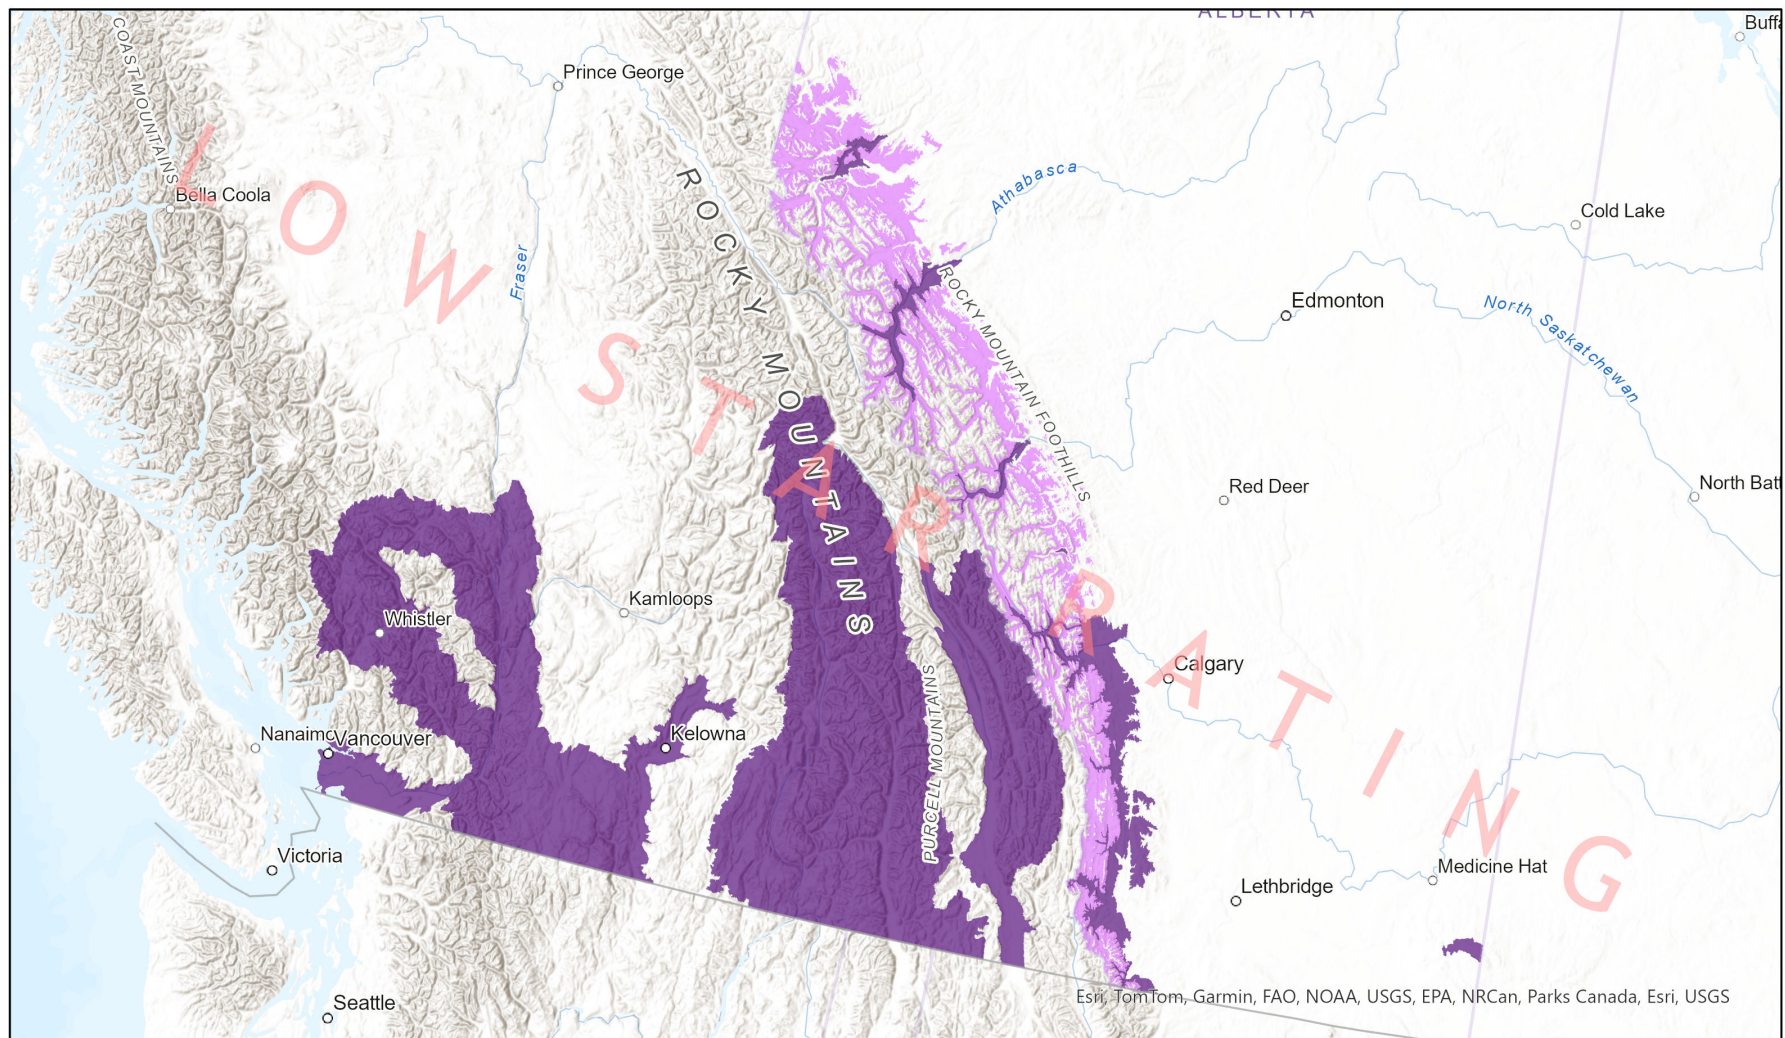 ALBERTA
Buffa
COAST MOUNTAINS
Prince George
Bella Coola
Athabasca
Cold Lake
Fraser
ROCKY MOUNTAINS
ROCKY MOUNTAIN FOOTHILLS
Edmonton
North Saskatchewan
LOW STAR RATING
Red Deer
North Batt
Kamloops
Whistler
Calgary
PURCELL MOUNTAINS
Nanaimo
Vancouver
Kelowna
Victoria
Medicine Hat
Lethbridge
Seattle
Esri, TomTom, Garmin, FAO, NOAA, USGS, EPA, NRCan, Parks Canada, Esri, USGS